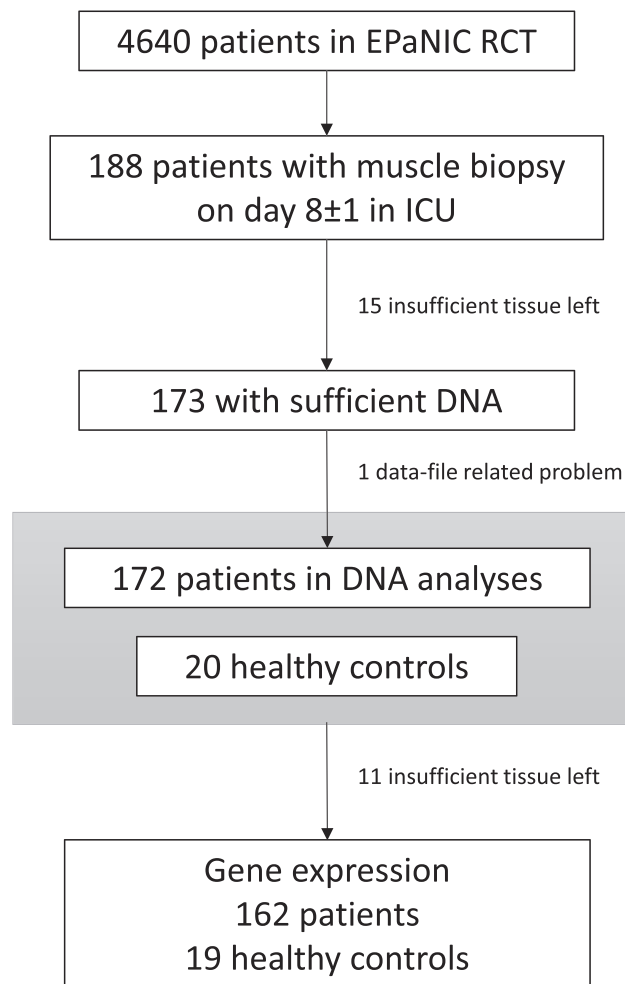 4640 patients in EPaNIC RCT
188 patients with muscle biopsy
on day 8±1 in ICU
15 insufficient tissue left
173 with sufficient DNA
1 data-file related problem
172 patients in DNA analyses
20 healthy controls
11 insufficient tissue left
Gene expression
162 patients
19 healthy controls